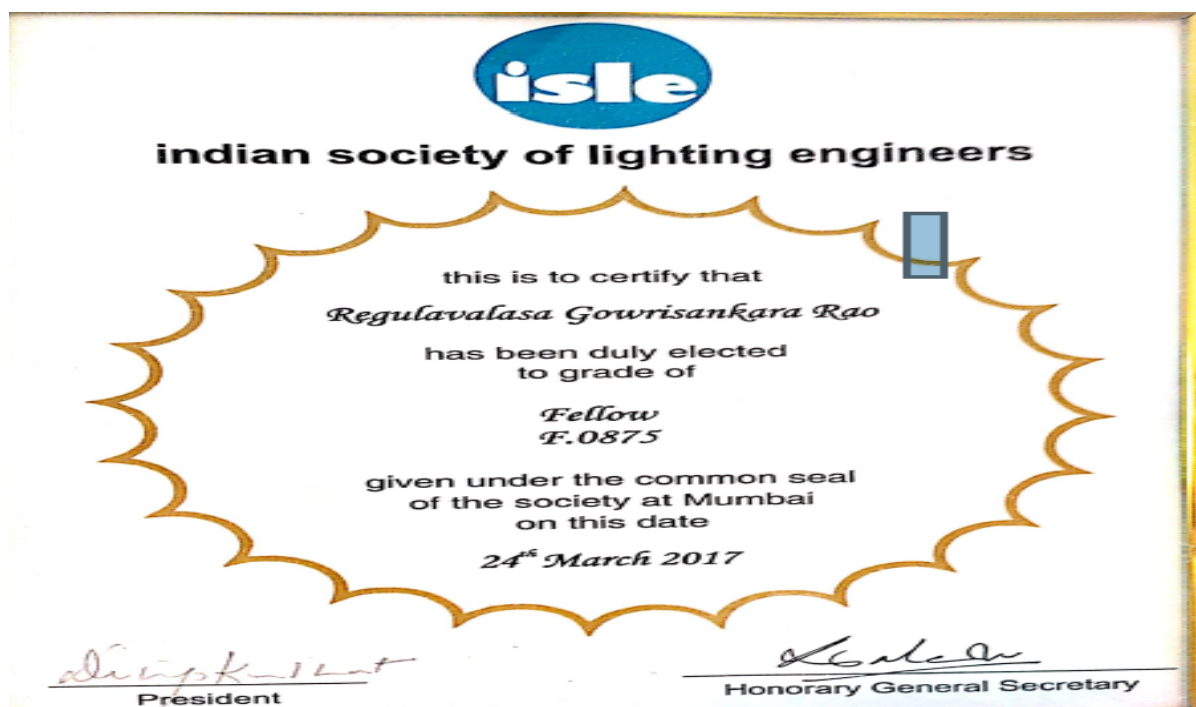 isle
indian society of lighting engineers
this is to certify that
Regulavalasa Gowrisankara Rao
has been duly elected
to grade of
Fellow
F.0875
given under the common seal
of the society at Mumbai
on this date
24th March 2017
President
Honorary General Secretary